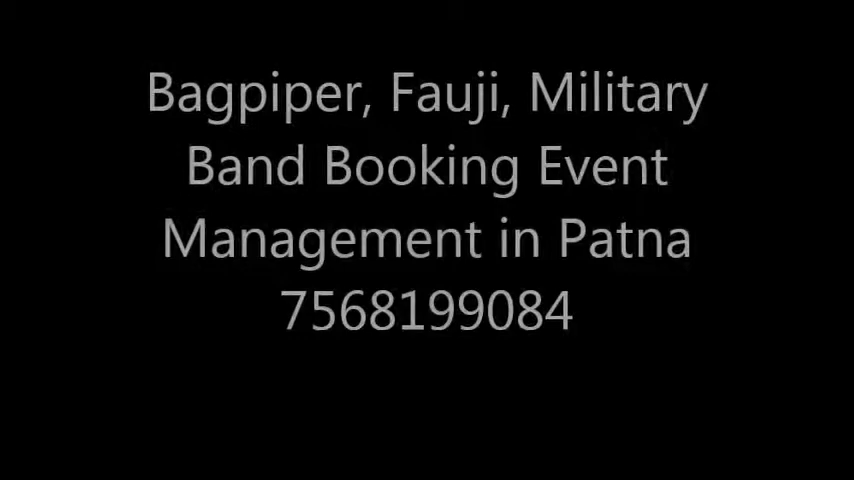 Bagpiper, Fauji, Military
Band Booking Event
Management in Patna
7568199084